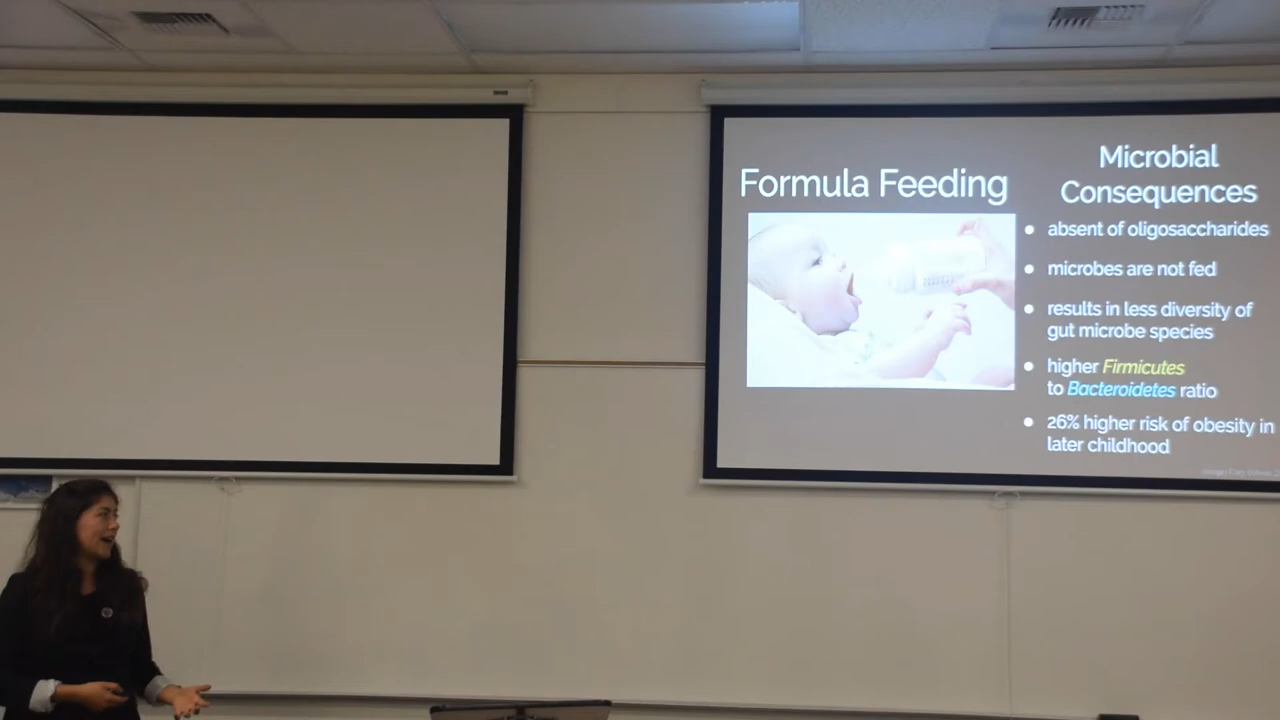 Formula Feeding
Microbial
Consequences
absent of oligosaccharides
microbes are not fed
results in less diversity of
gut microbe species
higher Firmicutes
to Bacteroidetes ratio
26% higher risk of obesity in
later childhood